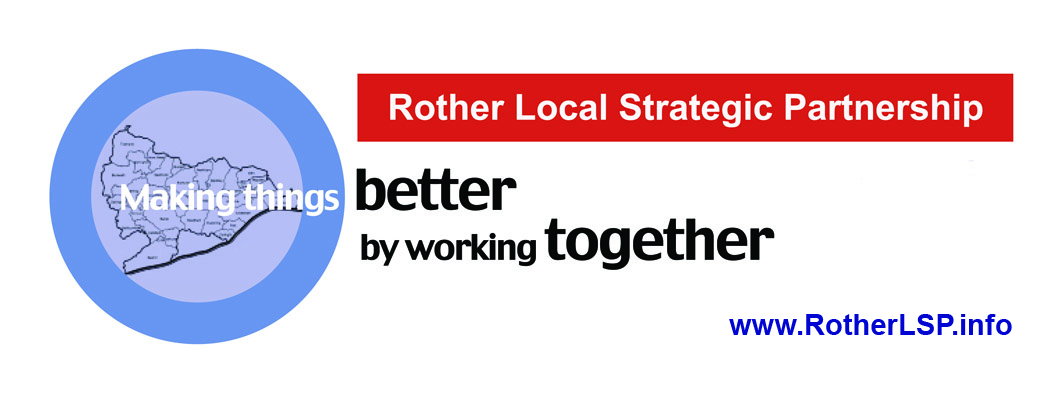 Rother Local Strategic Partnership
Making things better
by working together
www.RotherLSP.info